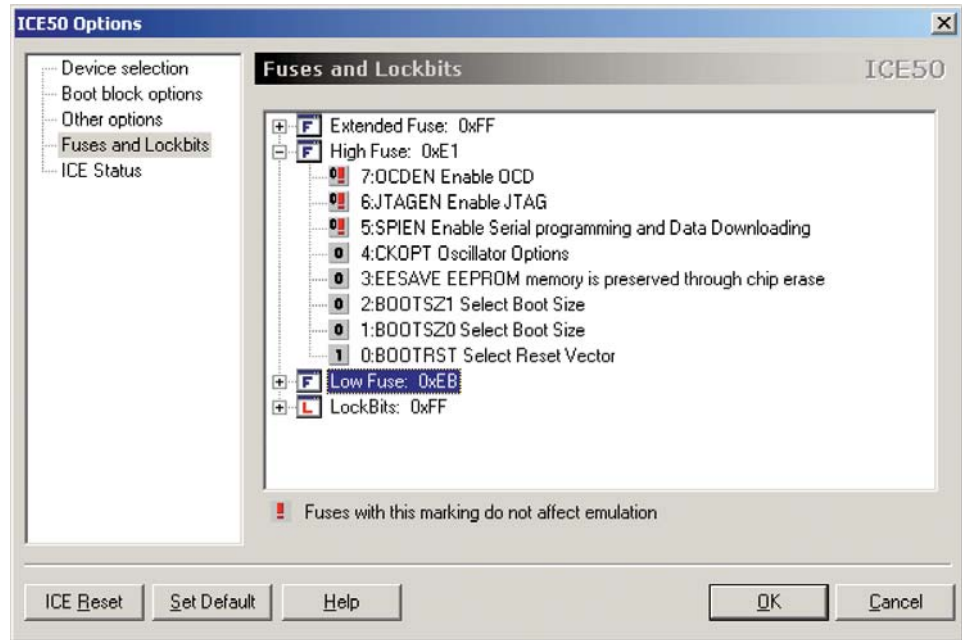 ICE50 Options
Device selection
Boot block options
Other options
Fuses and Lockbits
ICE Status
Fuses and Lockbits ICE50
F Extended Fuse: 0xFF
F High Fuse: 0xE1
! 7:OCDEN Enable OCD
! 6:JTAGEN Enable JTAG
! 5:SPIEN Enable Serial programming and Data Downloading
0 4:CKOPT Oscillator Options
0 3:EESAVE EEPROM memory is preserved through chip erase
0 2:BOOTSZ1 Select Boot Size
0 1:BOOTSZ0 Select Boot Size
1 0:BOOTRST Select Reset Vector
F Low Fuse: 0xEB
L LockBits: 0xFF
! Fuses with this marking do not affect emulation
ICE Reset Set Default Help OK Cancel